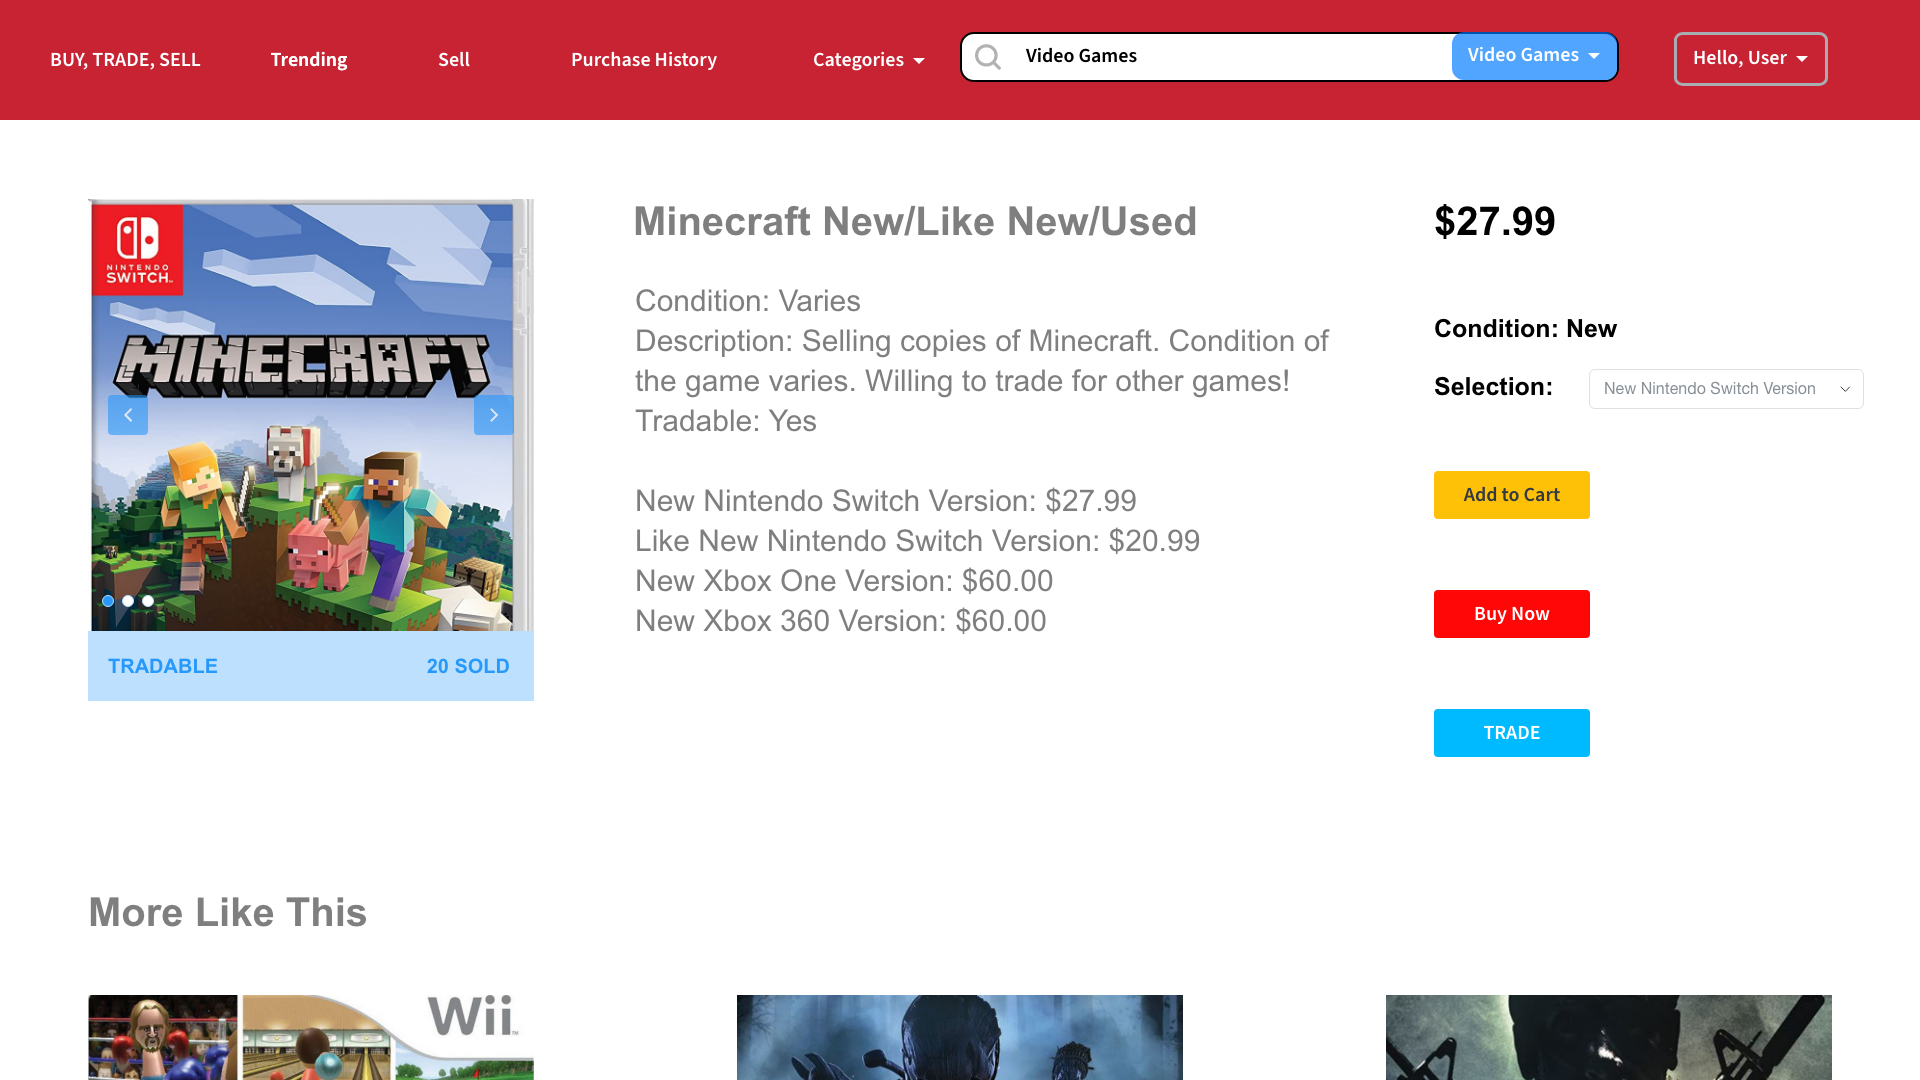 BUY, TRADE, SELL
Trending
Sell
Purchase History
Categories
Video Games
Video Games
Hello, User
NINTENDO
SWITCH™
MINECRAFT
TRADABLE
20 SOLD
Minecraft New/Like New/Used
Condition: Varies
Description: Selling copies of Minecraft. Condition of
the game varies. Willing to trade for other games!
Tradable: Yes
New Nintendo Switch Version: $27.99
Like New Nintendo Switch Version: $20.99
New Xbox One Version: $60.00
New Xbox 360 Version: $60.00
$27.99
Condition: New
Selection:
New Nintendo Switch Version
Add to Cart
Buy Now
TRADE
More Like This
Wii™